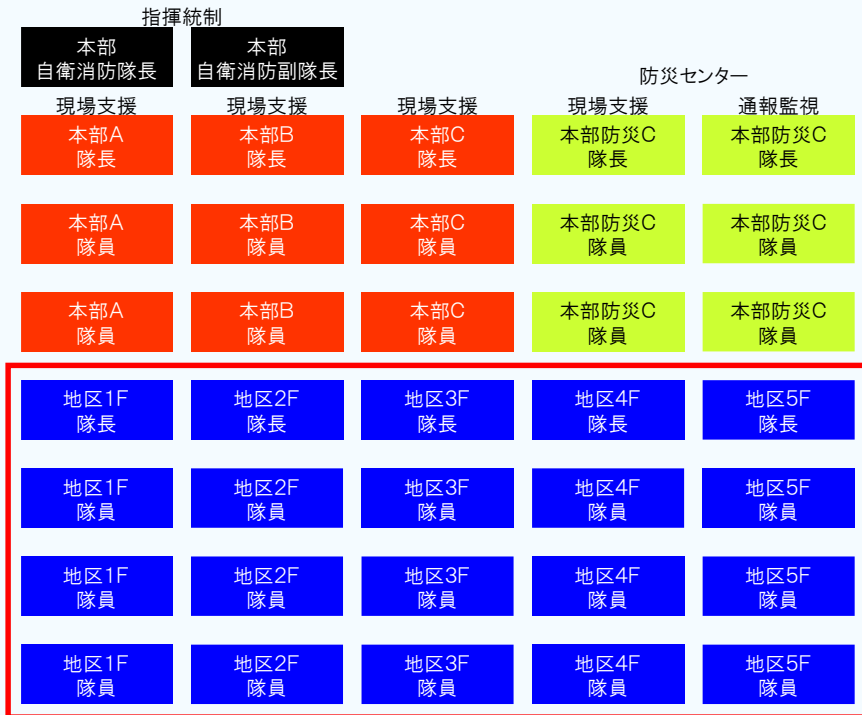 指揮統制
本部
自衛消防隊長
本部
自衛消防副隊長
防災センター
現場支援
現場支援
現場支援
現場支援
通報監視
本部A
隊長
本部B
隊長
本部C
隊長
本部防災C
隊長
本部防災C
隊長
本部A
隊員
本部B
隊員
本部C
隊員
本部防災C
隊員
本部防災C
隊員
本部A
隊員
本部B
隊員
本部C
隊員
本部防災C
隊員
本部防災C
隊員
地区1F
隊長
地区2F
隊長
地区3F
隊長
地区4F
隊長
地区5F
隊長
地区1F
隊員
地区2F
隊員
地区3F
隊員
地区4F
隊員
地区5F
隊員
地区1F
隊員
地区2F
隊員
地区3F
隊員
地区4F
隊員
地区5F
隊員
地区1F
隊員
地区2F
隊員
地区3F
隊員
地区4F
隊員
地区5F
隊員